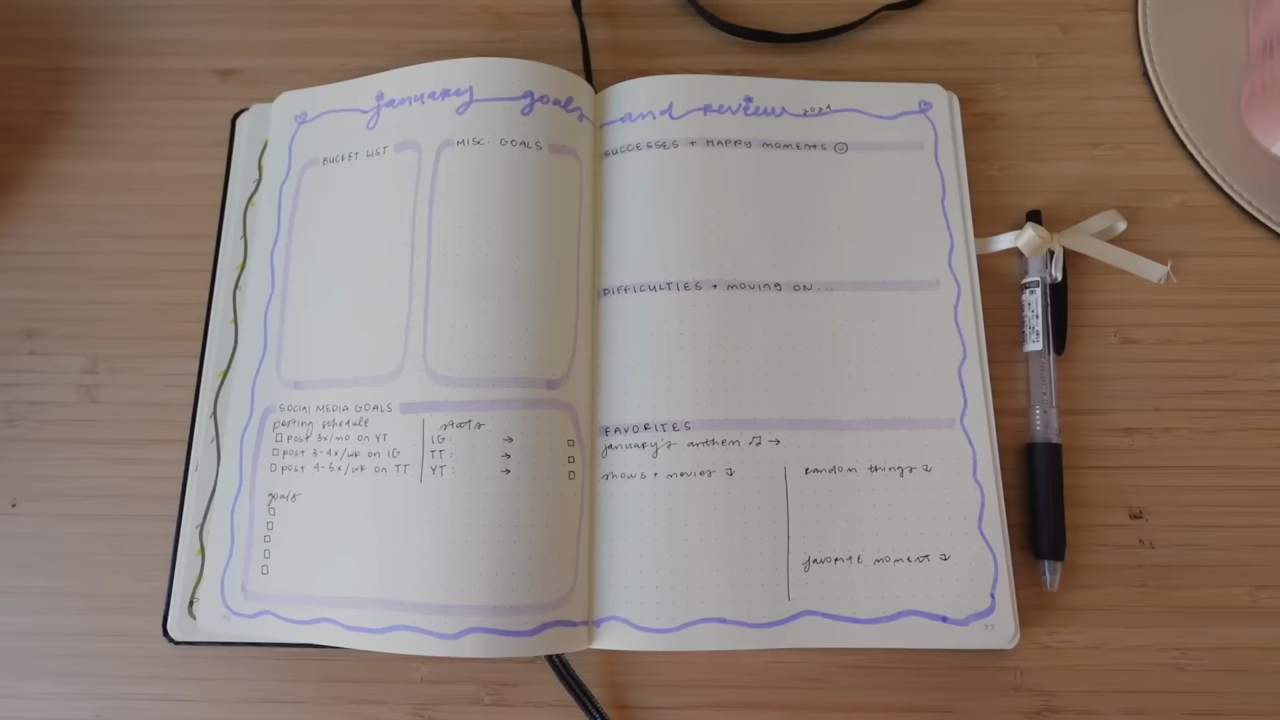 january goals and review 2024
BUCKET LIST
MISC. GOALS
SOCIAL MEDIA GOALS
posting schedule
post 3x/mo on YT
post 3-4x/wk on IG
post 4-5x/wk on TT
stats
IG: →
TT: →
YT: →
goals
SUCCESSES + HAPPY MOMENTS ☺
DIFFICULTIES + MOVING ON...
FAVORITES
january's anthem ♫ →
shows + movies ↓
random things ↓
favorite moment ↓